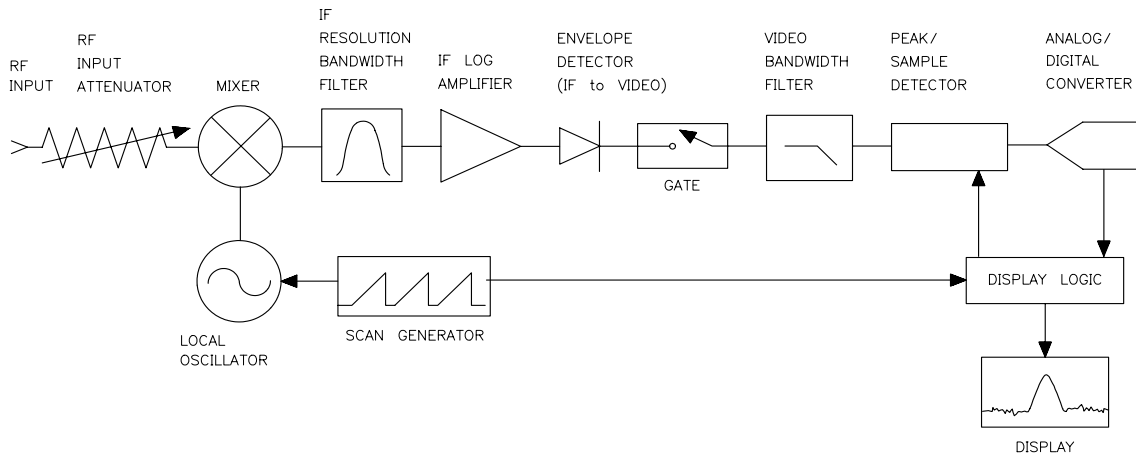 RF
INPUT
RF
INPUT
ATTENUATOR
MIXER
IF
RESOLUTION
BANDWIDTH
FILTER
IF LOG
AMPLIFIER
ENVELOPE
DETECTOR
(IF to VIDEO)
GATE
VIDEO
BANDWIDTH
FILTER
PEAK/
SAMPLE
DETECTOR
ANALOG/
DIGITAL
CONVERTER
LOCAL
OSCILLATOR
SCAN GENERATOR
DISPLAY LOGIC
DISPLAY